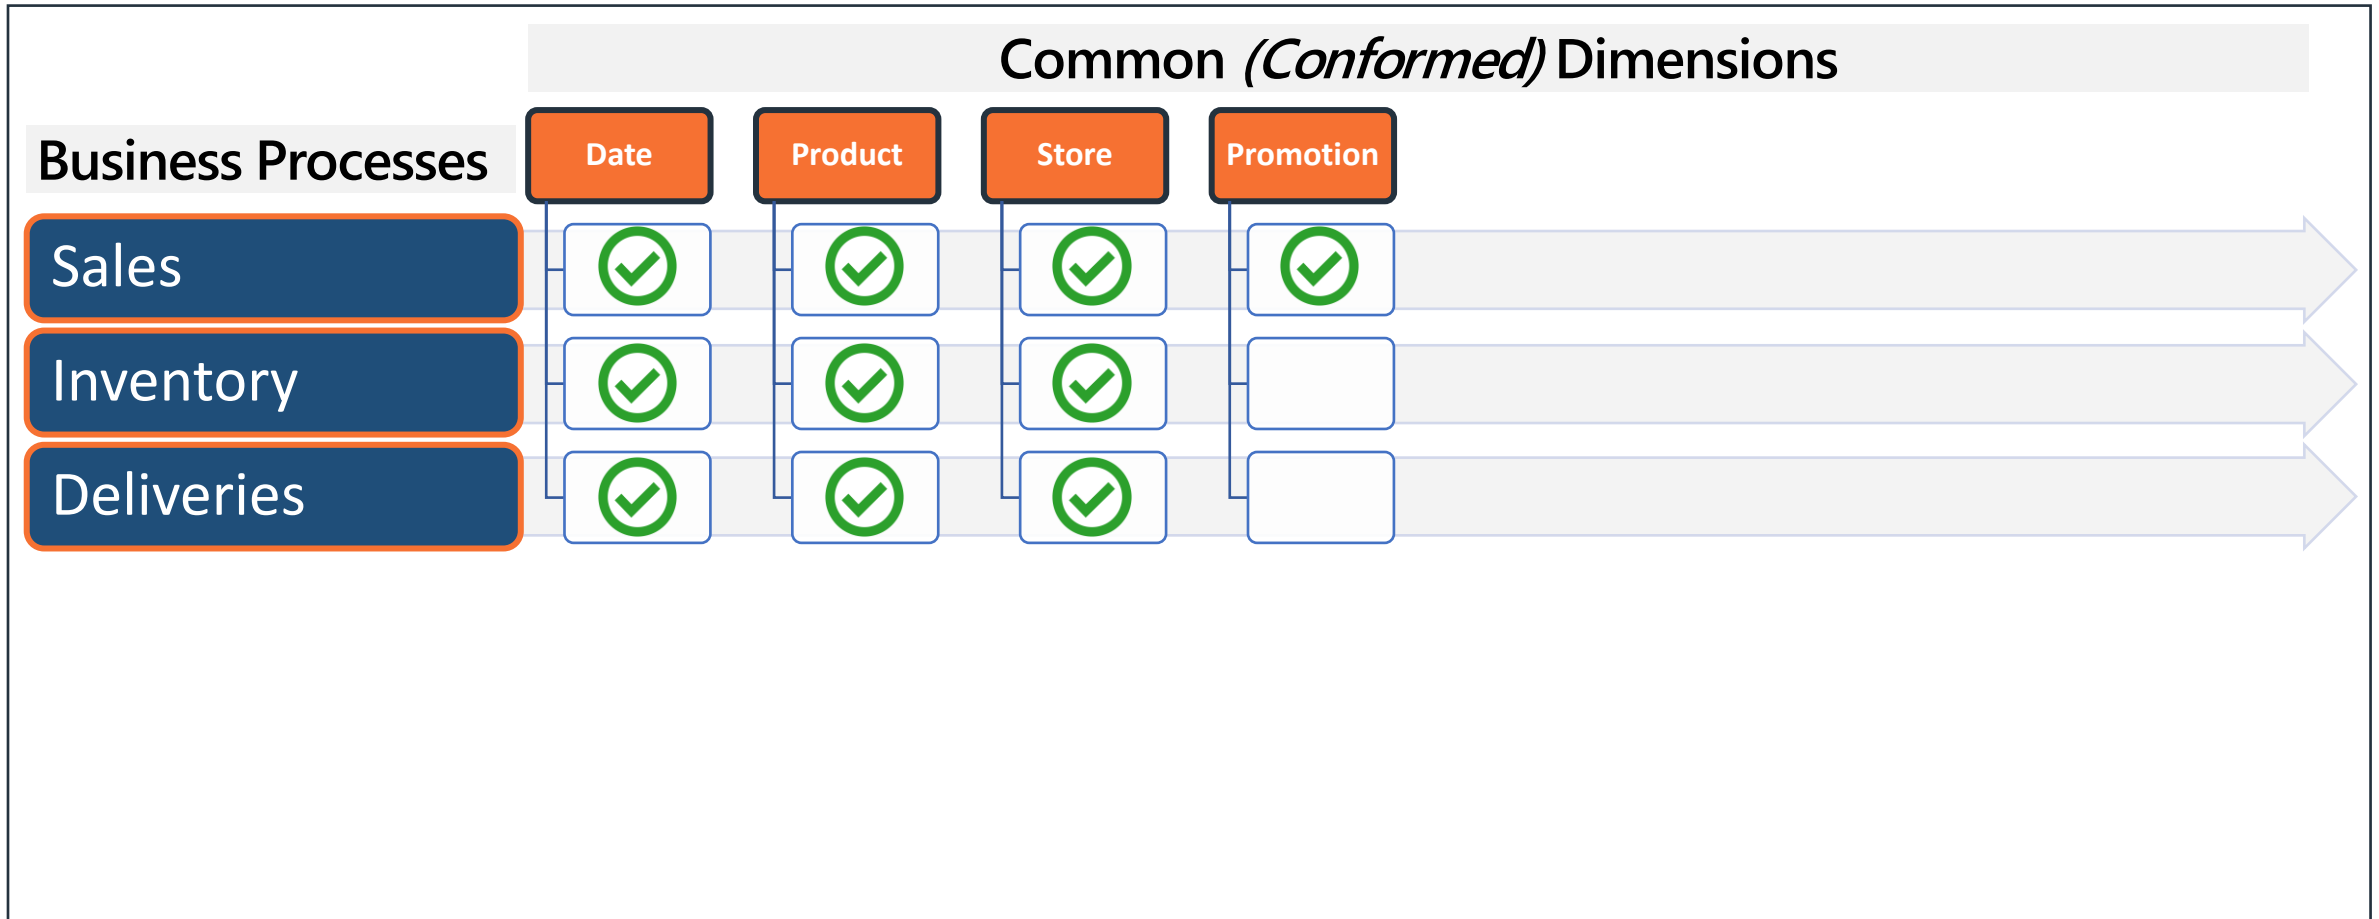 Common (Conformed) Dimensions
Business Processes
Date
Product
Store
Promotion
Sales
Inventory
Deliveries